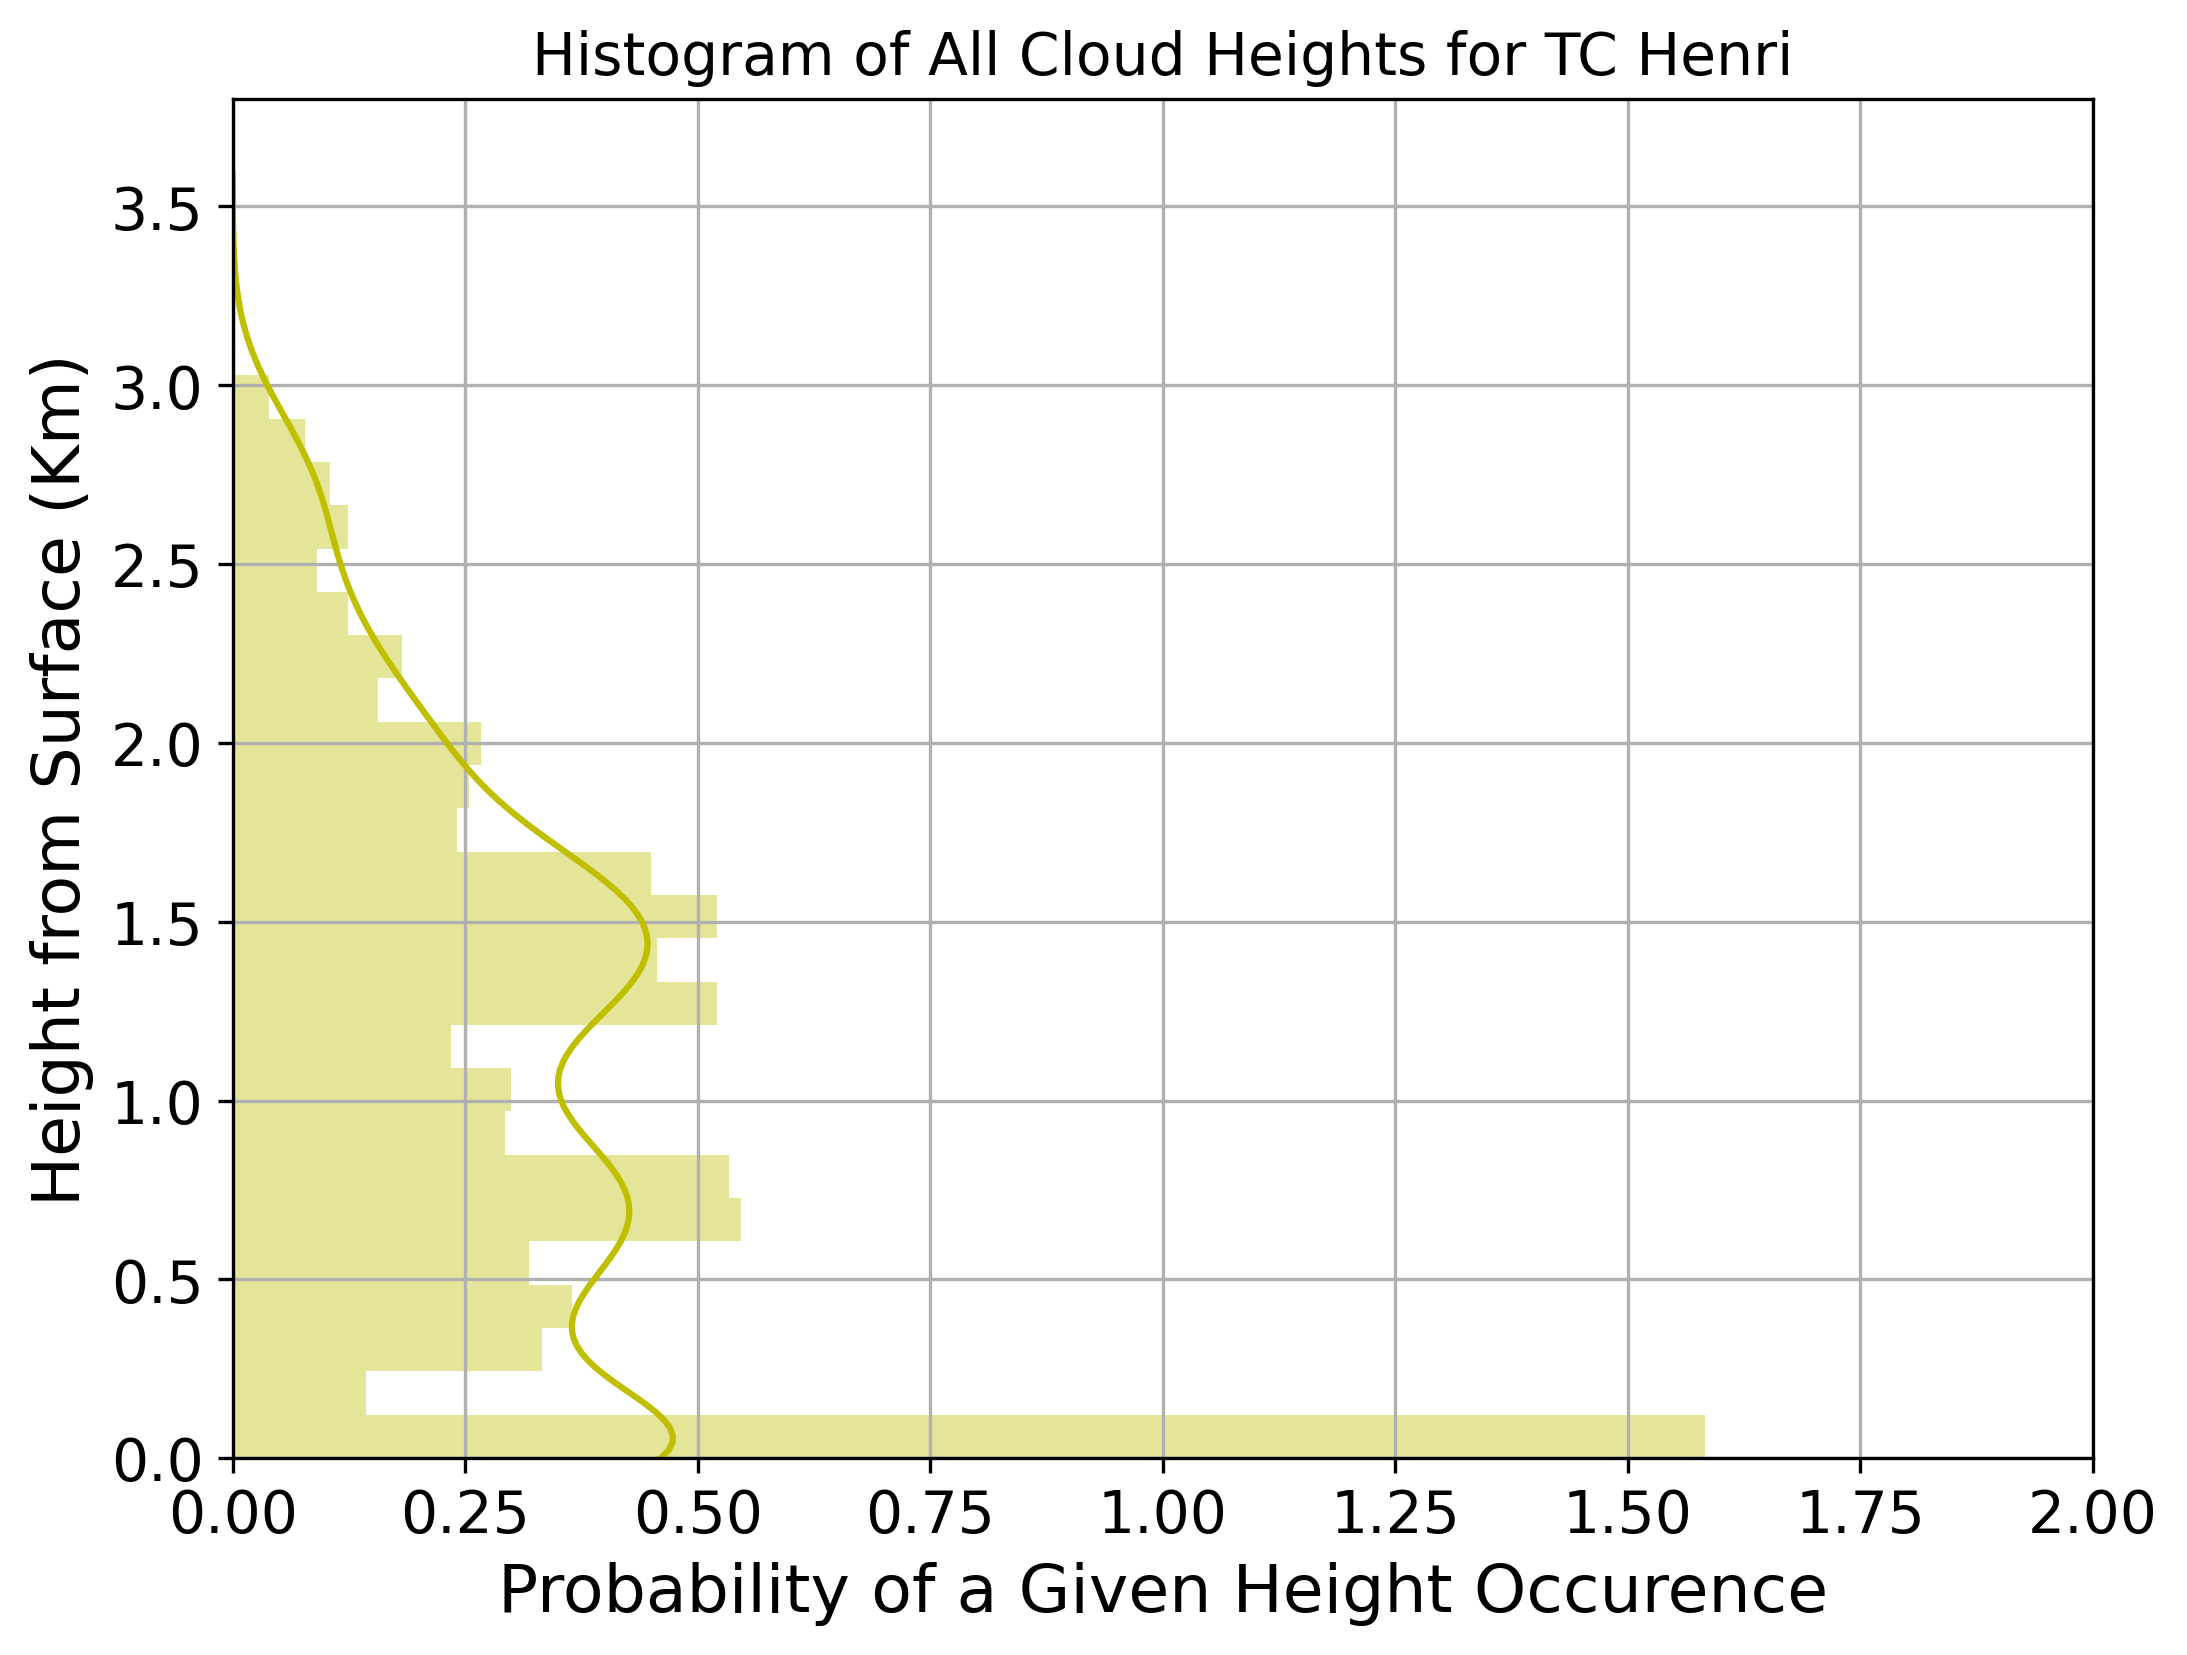 Histogram of All Cloud Heights for TC Henri
3.5
3.0
2.5
2.0
1.5
1.0
0.5
0.0
Height from Surface (Km)
0.00 0.25 0.50 0.75 1.00 1.25 1.50 1.75 2.00
Probability of a Given Height Occurence